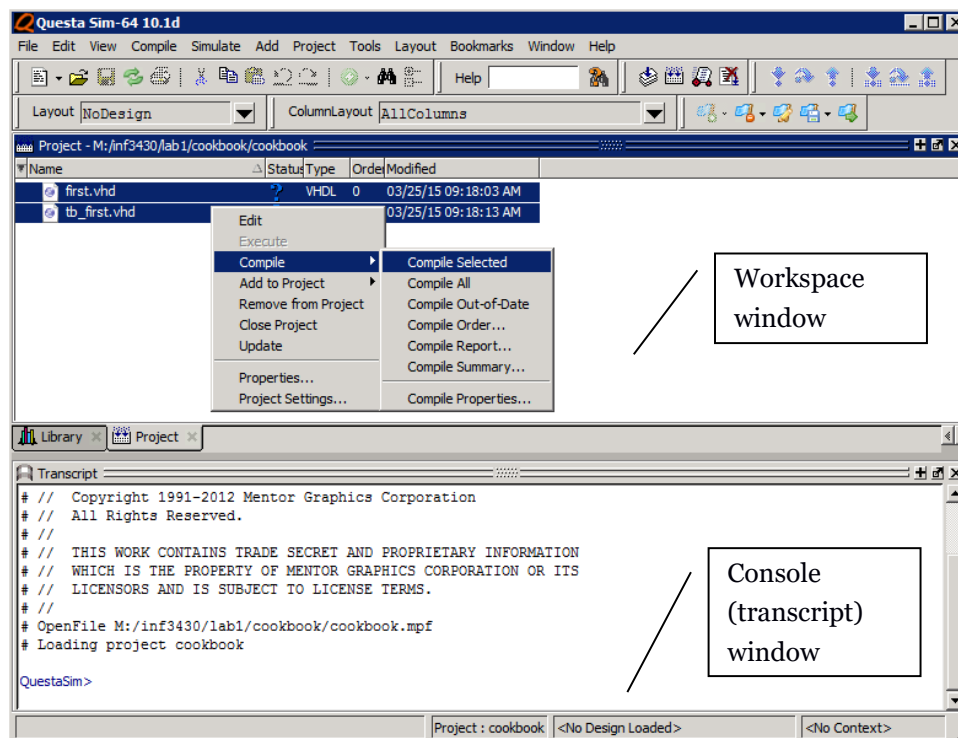 Questa Sim-64 10.1d
File Edit View Compile Simulate Add Project Tools Layout Bookmarks Window Help
Help
Layout NoDesign ColumnLayout AllColumns
Project - M:/inf3430/lab1/cookbook/cookbook
Name Status Type Order Modified
first.vhd ? VHDL 0 03/25/15 09:18:03 AM
tb_first.vhd 03/25/15 09:18:13 AM
Edit
Execute
Compile
Add to Project
Remove from Project
Close Project
Update
Properties...
Project Settings...
Compile Selected
Compile All
Compile Out-of-Date
Compile Order...
Compile Report...
Compile Summary...
Compile Properties...
Workspace
window
Library Project
Transcript
# // Copyright 1991-2012 Mentor Graphics Corporation
# // All Rights Reserved.
# //
# // THIS WORK CONTAINS TRADE SECRET AND PROPRIETARY INFORMATION
# // WHICH IS THE PROPERTY OF MENTOR GRAPHICS CORPORATION OR ITS
# // LICENSORS AND IS SUBJECT TO LICENSE TERMS.
# //
# OpenFile M:/inf3430/lab1/cookbook/cookbook.mpf
# Loading project cookbook
QuestaSim>
Console
(transcript)
window
Project : cookbook <No Design Loaded> <No Context>